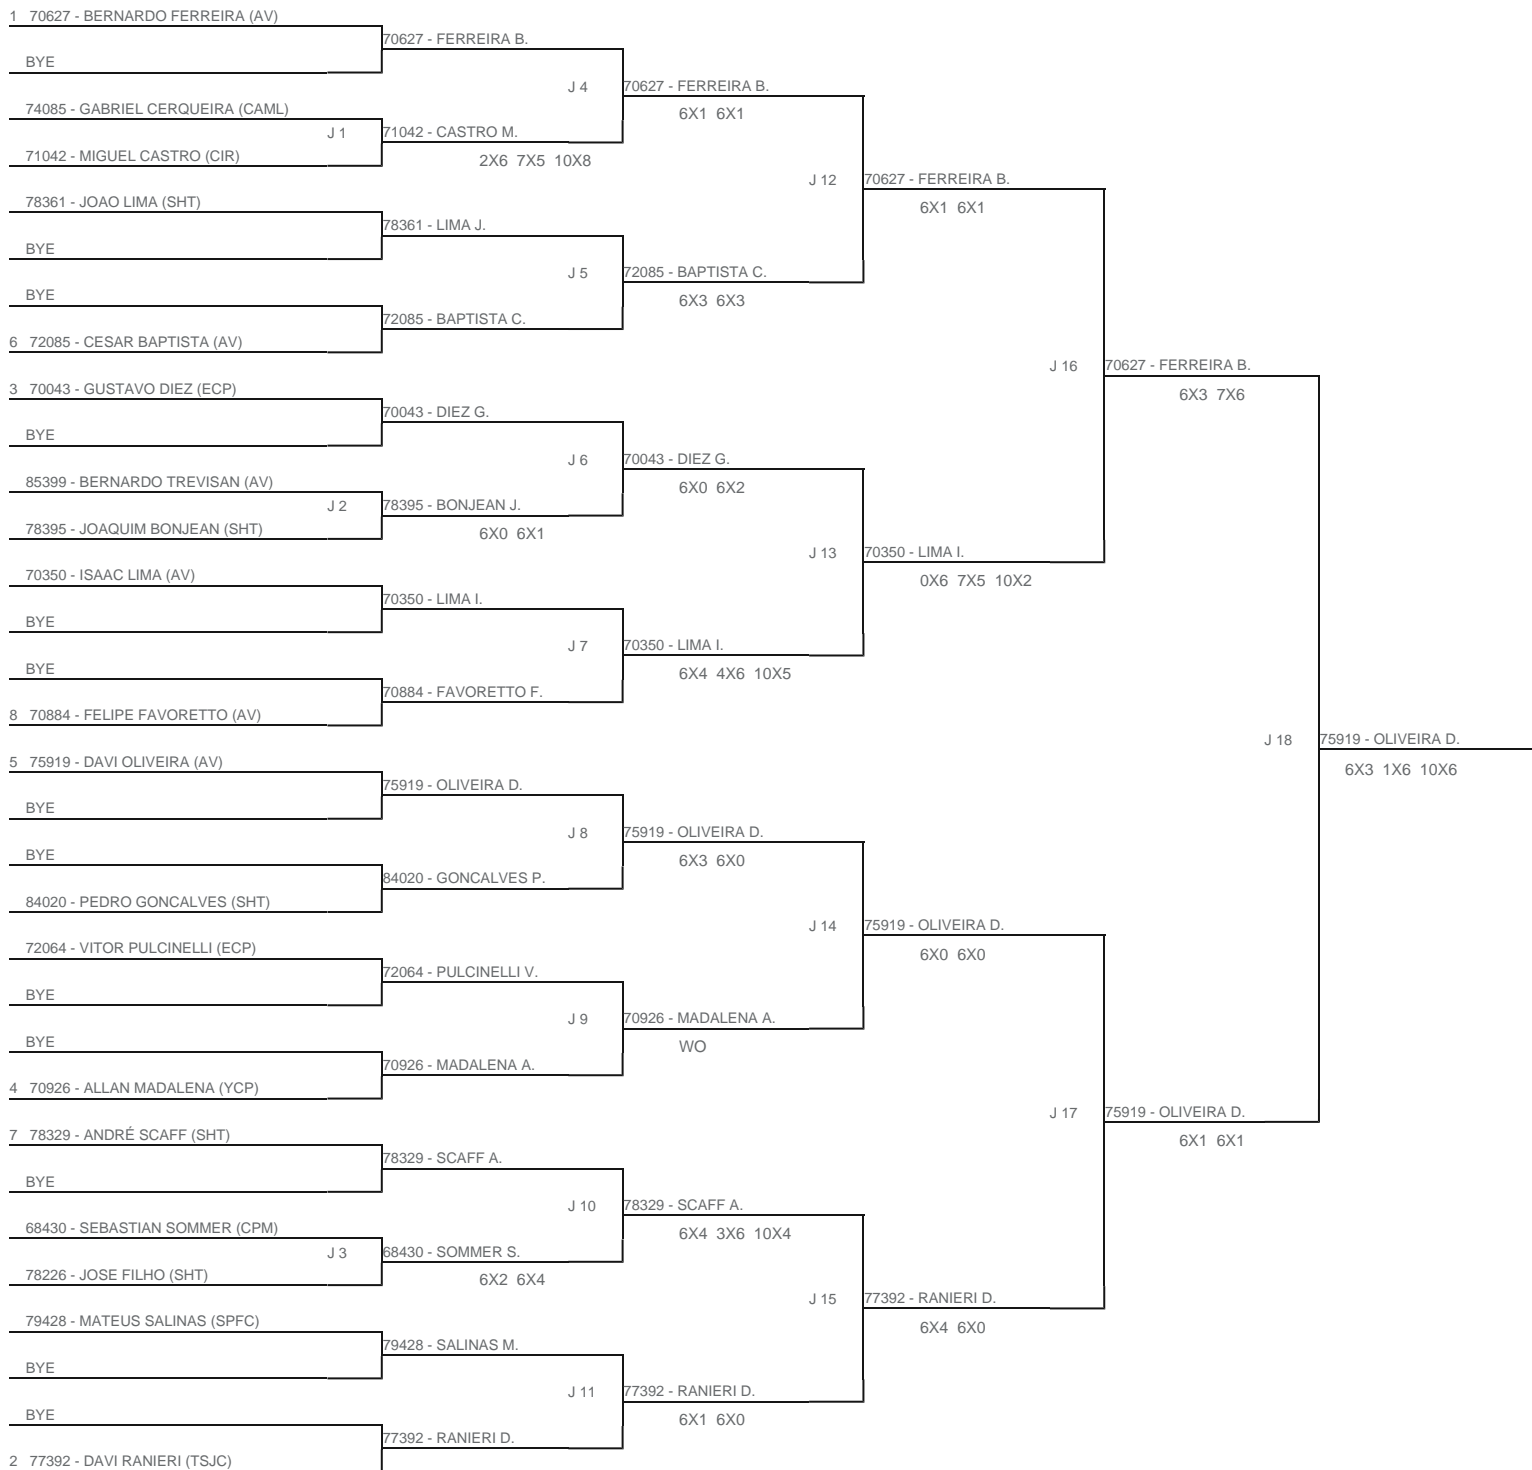 1 70627 - BERNARDO FERREIRA (AV)
70627 - FERREIRA B.
BYE
J 4
70627 - FERREIRA B.
6X1 6X1
74085 - GABRIEL CERQUEIRA (CAML)
J 1
71042 - CASTRO M.
71042 - MIGUEL CASTRO (CIR)
2X6 7X5 10X8
J 12
70627 - FERREIRA B.
6X1 6X1
78361 - JOAO LIMA (SHT)
78361 - LIMA J.
BYE
J 5
72085 - BAPTISTA C.
6X3 6X3
BYE
72085 - BAPTISTA C.
6 72085 - CESAR BAPTISTA (AV)
J 16
70627 - FERREIRA B.
6X3 7X6
3 70043 - GUSTAVO DIEZ (ECP)
70043 - DIEZ G.
BYE
J 6
70043 - DIEZ G.
6X0 6X2
85399 - BERNARDO TREVISAN (AV)
J 2
78395 - BONJEAN J.
78395 - JOAQUIM BONJEAN (SHT)
6X0 6X1
J 13
70350 - LIMA I.
0X6 7X5 10X2
70350 - ISAAC LIMA (AV)
70350 - LIMA I.
BYE
J 7
70350 - LIMA I.
6X4 4X6 10X5
BYE
70884 - FAVORETTO F.
8 70884 - FELIPE FAVORETTO (AV)
J 18
75919 - OLIVEIRA D.
6X3 1X6 10X6
5 75919 - DAVI OLIVEIRA (AV)
75919 - OLIVEIRA D.
BYE
J 8
75919 - OLIVEIRA D.
6X3 6X0
BYE
84020 - GONCALVES P.
84020 - PEDRO GONCALVES (SHT)
J 14
75919 - OLIVEIRA D.
6X0 6X0
72064 - VITOR PULCINELLI (ECP)
72064 - PULCINELLI V.
BYE
J 9
70926 - MADALENA A.
WO
BYE
70926 - MADALENA A.
4 70926 - ALLAN MADALENA (YCP)
J 17
75919 - OLIVEIRA D.
6X1 6X1
7 78329 - ANDRÉ SCAFF (SHT)
78329 - SCAFF A.
BYE
J 10
78329 - SCAFF A.
6X4 3X6 10X4
68430 - SEBASTIAN SOMMER (CPM)
J 3
68430 - SOMMER S.
78226 - JOSE FILHO (SHT)
6X2 6X4
J 15
77392 - RANIERI D.
6X4 6X0
79428 - MATEUS SALINAS (SPFC)
79428 - SALINAS M.
BYE
J 11
77392 - RANIERI D.
6X1 6X0
BYE
77392 - RANIERI D.
2 77392 - DAVI RANIERI (TSJC)